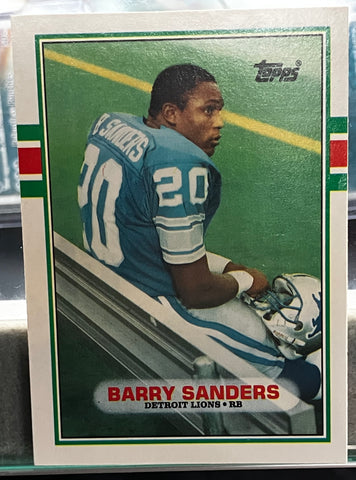 Topps®
B SANDERS
20
20
BARRY SANDERS
DETROIT LIONS • RB